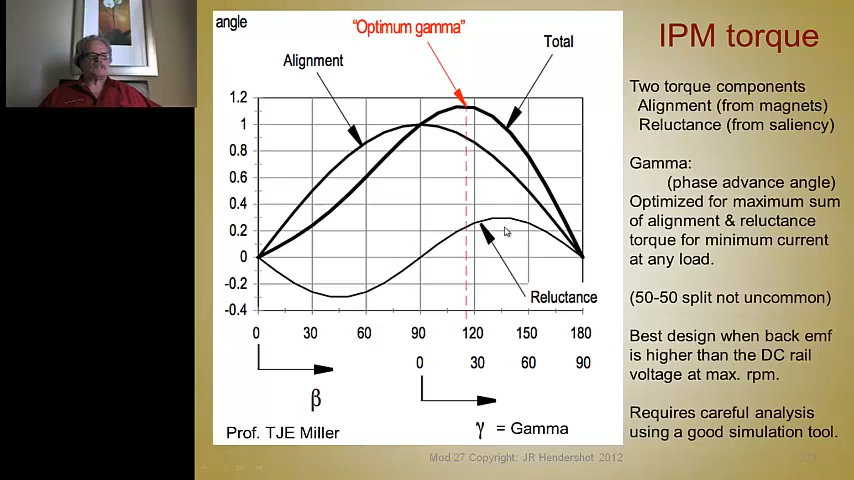 angle
"Optimum gamma"
Total
Alignment
1.2
1
0.8
0.6
0.4
0.2
0
-0.2
-0.4
Reluctance
0 30 60 90 120 150 180
0 30 60 90
β
γ = Gamma
Prof. TJE Miller
IPM torque
Two torque components
Alignment (from magnets)
Reluctance (from saliency)
Gamma:
(phase advance angle)
Optimized for maximum sum
of alignment & reluctance
torque for minimum current
at any load.
(50-50 split not uncommon)
Best design when back emf
is higher than the DC rail
voltage at max. rpm.
Requires careful analysis
using a good simulation tool.
Mod 27 Copyright: JR Hendershot 2012